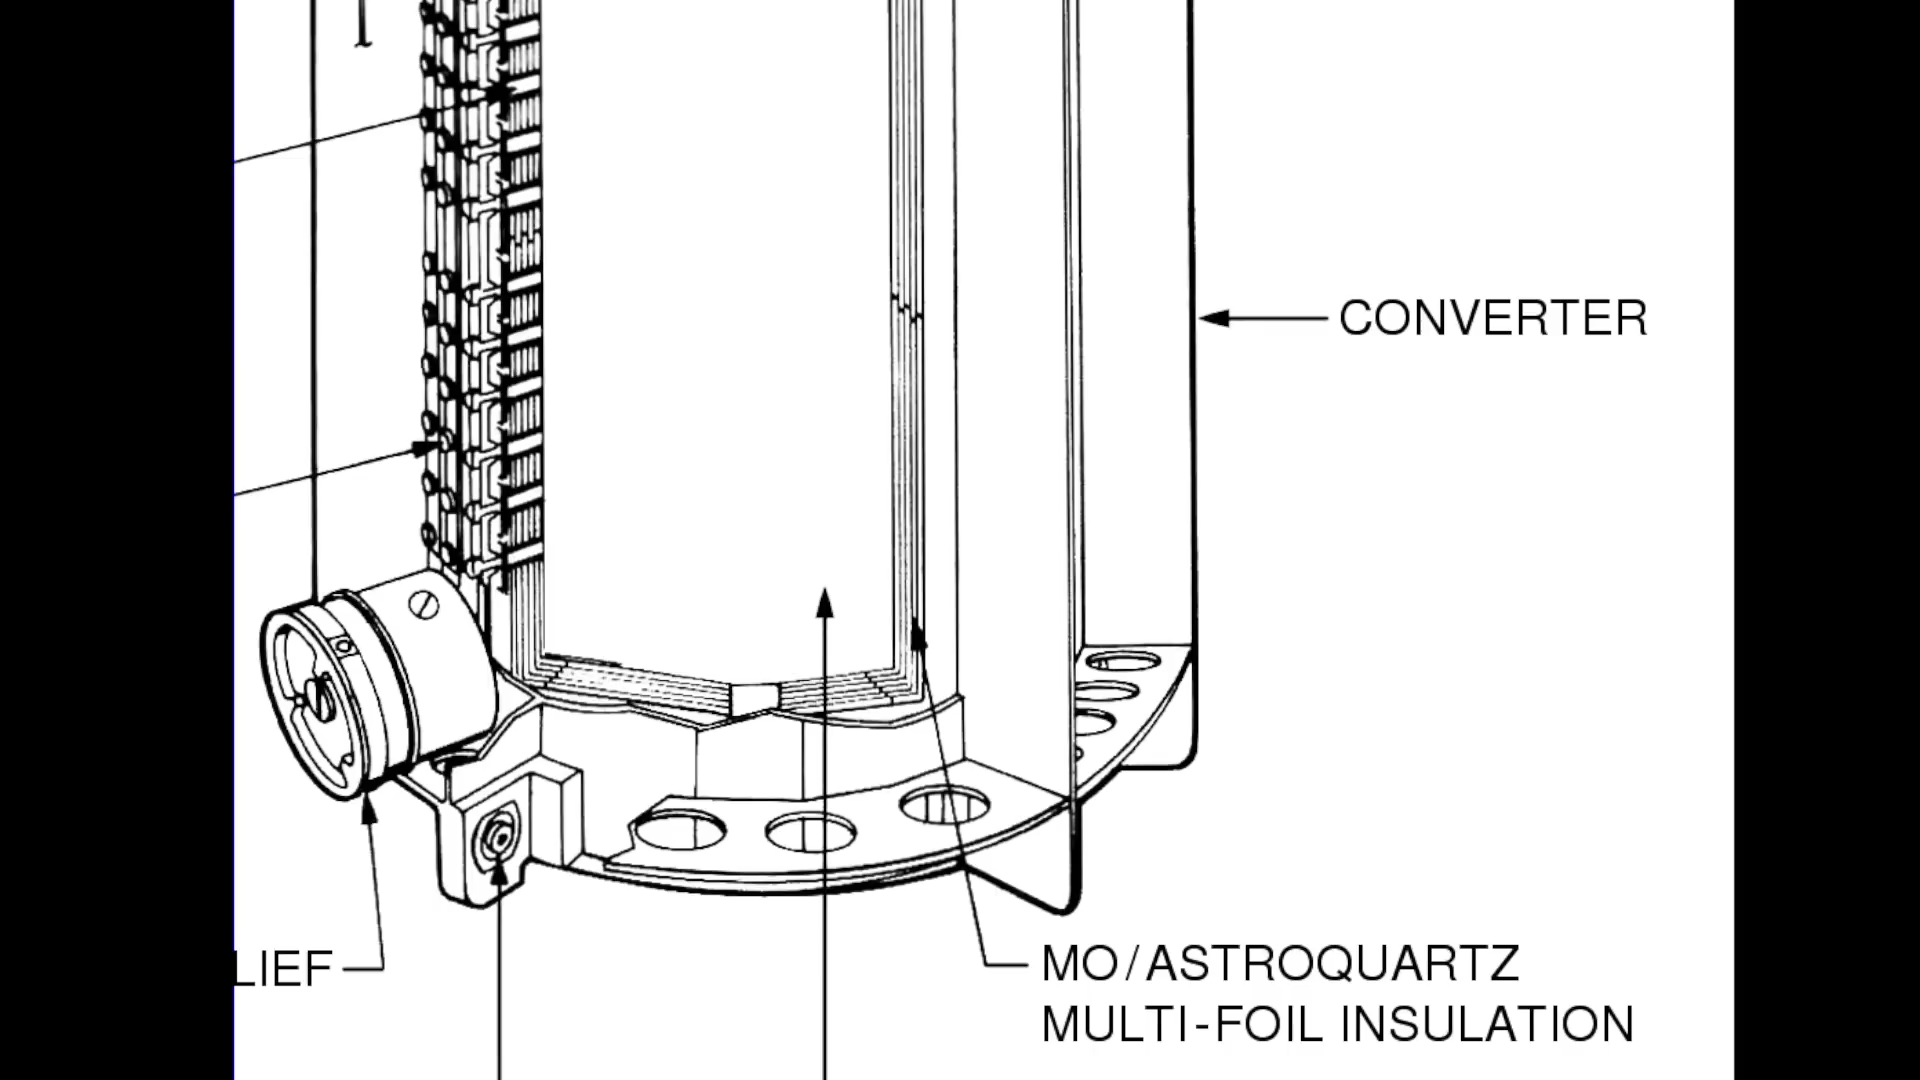 CONVERTER
LIEF
MO/ASTROQUARTZ
MULTI-FOIL INSULATION